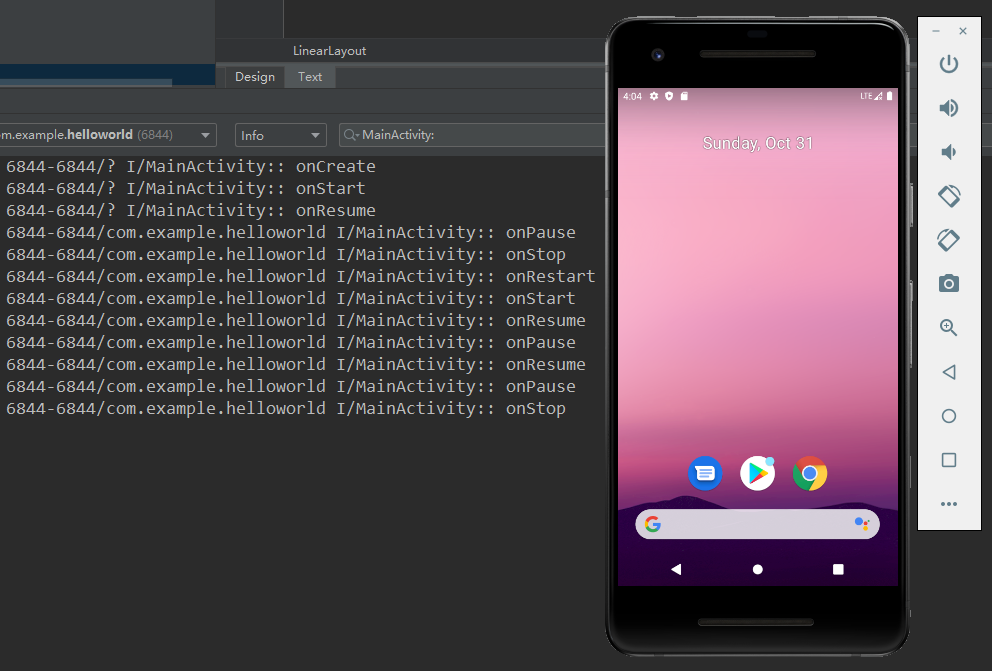 LinearLayout
Design Text
om.example.helloworld (6844) Info MainActivity:
6844-6844/? I/MainActivity:: onCreate
6844-6844/? I/MainActivity:: onStart
6844-6844/? I/MainActivity:: onResume
6844-6844/com.example.helloworld I/MainActivity:: onPause
6844-6844/com.example.helloworld I/MainActivity:: onStop
6844-6844/com.example.helloworld I/MainActivity:: onRestart
6844-6844/com.example.helloworld I/MainActivity:: onStart
6844-6844/com.example.helloworld I/MainActivity:: onResume
6844-6844/com.example.helloworld I/MainActivity:: onPause
6844-6844/com.example.helloworld I/MainActivity:: onResume
6844-6844/com.example.helloworld I/MainActivity:: onPause
6844-6844/com.example.helloworld I/MainActivity:: onStop
4:04 LTE
Sunday, Oct 31